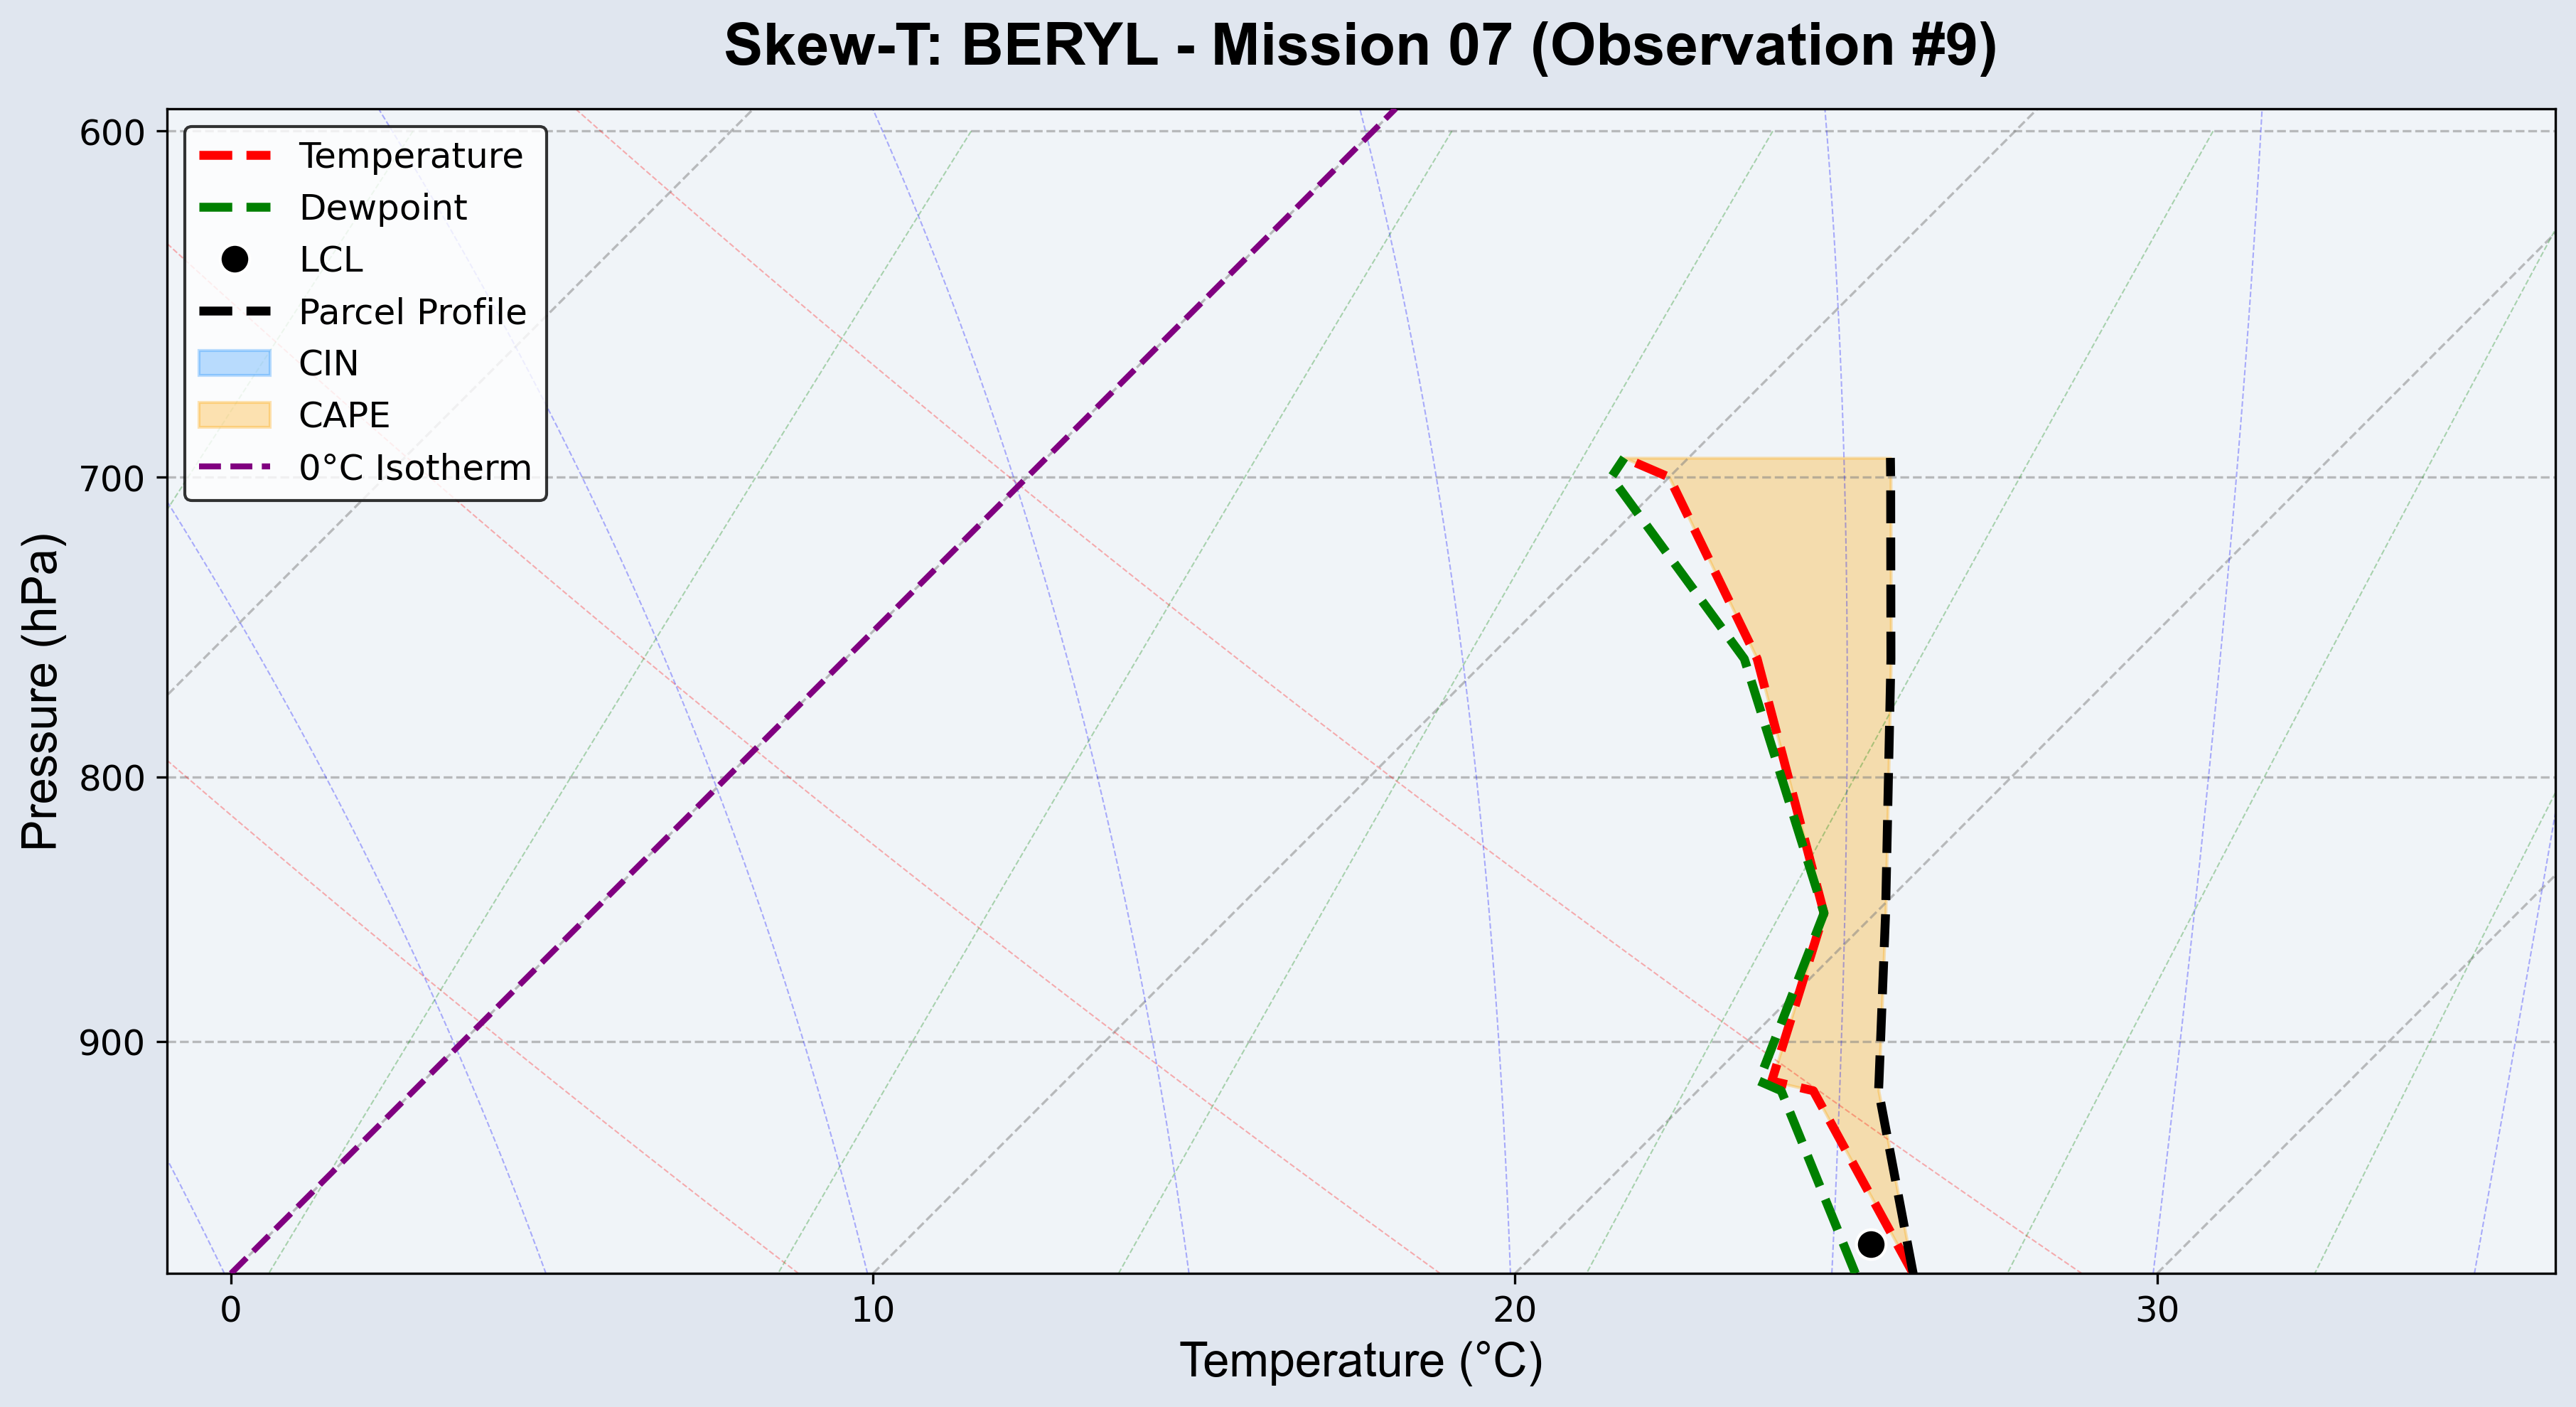 Skew-T: BERYL - Mission 07 (Observation #9)
Temperature
Dewpoint
LCL
Parcel Profile
CIN
CAPE
0°C Isotherm
Pressure (hPa)
600
700
800
900
0 10 20 30
Temperature (°C)